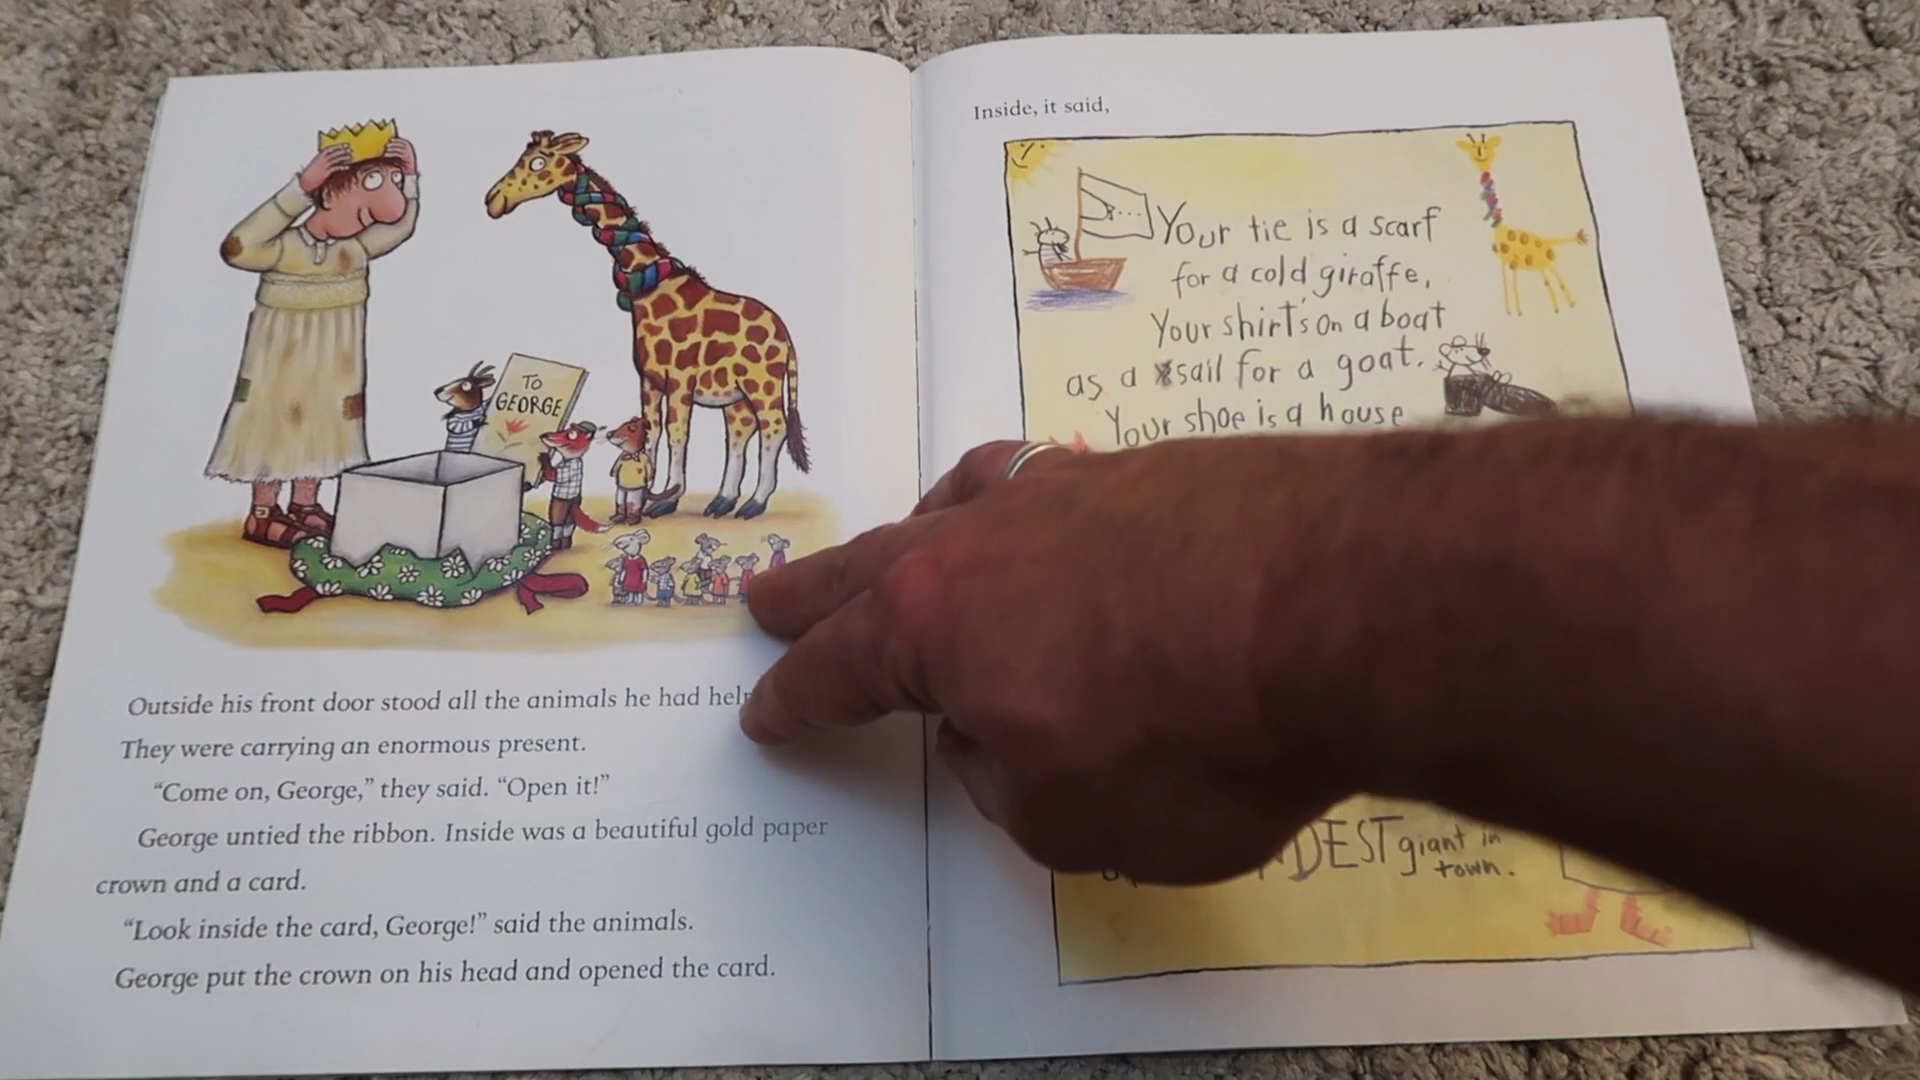 TO
GEORGE
Outside his front door stood all the animals he had
They were carrying an enormous present.
“Come on, George,” they said. “Open it!”
George untied the ribbon. Inside was a beautiful gold paper
crown and a card.
“Look inside the card, George!” said the animals.
George put the crown on his head and opened the card.
Inside, it said,
Your tie is a scarf
for a cold giraffe,
Your shirt's on a boat
as a sail for a goat.
Your shoe is a house
giant in
town.